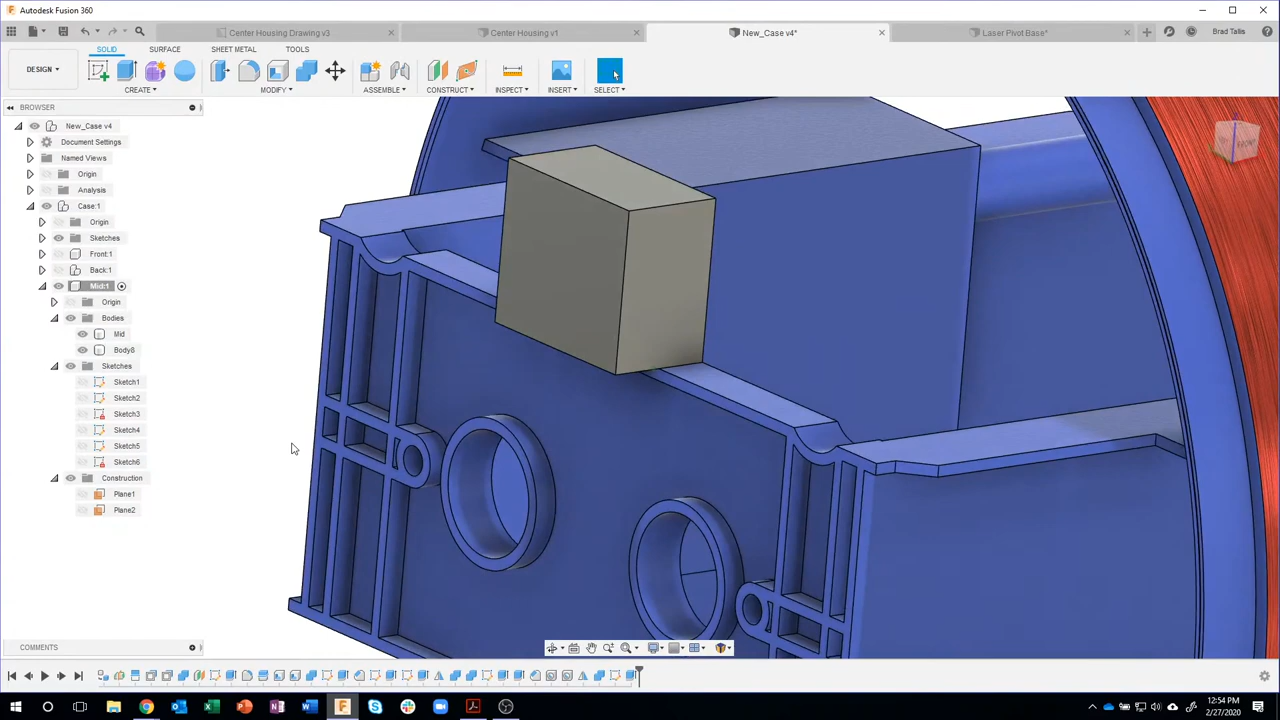 Autodesk Fusion 360
Center Housing Drawing v3
Center Housing v1
New_Case v4*
Laser Pivot Base*
Brad Tallis
DESIGN
SOLID
SURFACE
SHEET METAL
TOOLS
CREATE
MODIFY
ASSEMBLE
CONSTRUCT
INSPECT
INSERT
SELECT
BROWSER
New_Case v4
Document Settings
Named Views
Origin
Analysis
Case:1
Origin
Sketches
Front:1
Back:1
Mid:1
Origin
Bodies
Mid
Body8
Sketches
Sketch1
Sketch2
Sketch3
Sketch4
Sketch5
Sketch6
Construction
Plane1
Plane2
FRONT
COMMENTS
12:54 PM
2/27/2020